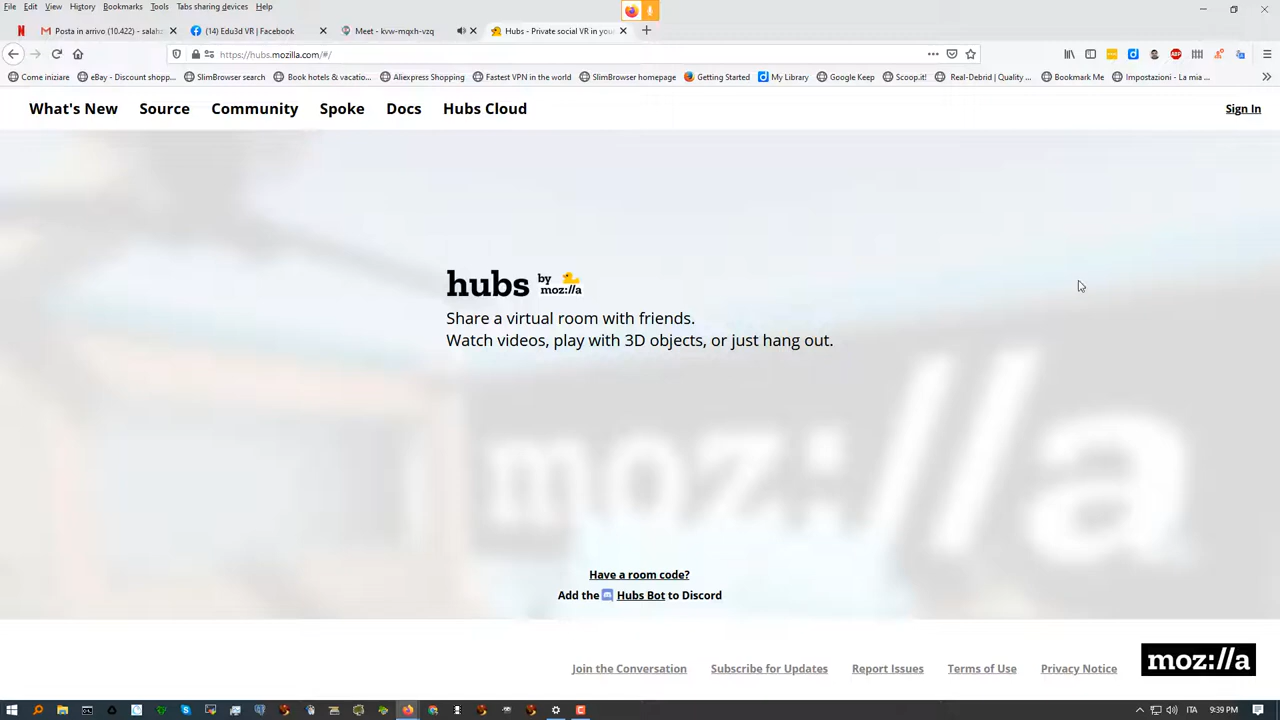 File Edit View History Bookmarks Tools Tabs sharing devices Help
Posta in arrivo (10.422) - salah
(14) Edu3d VR | Facebook
Meet - kvw-mqxh-vzq
Hubs - Private social VR in you
https://hubs.mozilla.com/#/
Come iniziare
eBay - Discount shopp...
SlimBrowser search
Book hotels & vacatio...
Aliexpress Shopping
Fastest VPN in the world
SlimBrowser homepage
Getting Started
My Library
Google Keep
Scoop.it!
Real-Debrid | Quality ...
Bookmark Me
Impostazioni - La mia ...
What's New Source Community Spoke Docs Hubs Cloud Sign In
hubs by moz://a
Share a virtual room with friends.
Watch videos, play with 3D objects, or just hang out.
moz://a
Have a room code?
Add the Hubs Bot to Discord
Join the Conversation Subscribe for Updates Report Issues Terms of Use Privacy Notice moz://a
ITA 9:39 PM